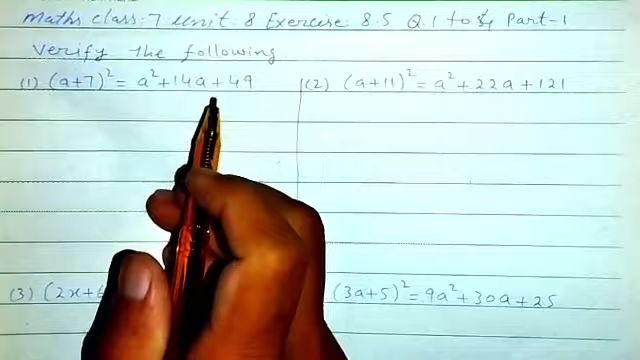 Maths class: 7 Unit 8 Exercise 8.5 Q.1 to 4 Part-1
Verify the following
(1) (a+7)² = a²+14a+49 (2) (a+11)² = a²+22a+121
(3) (2x+ (3a+5)² = 9a²+30a+25